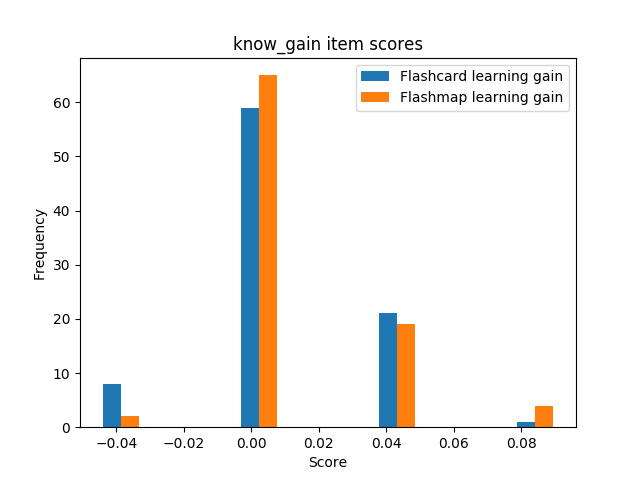 know_gain item scores
Flashcard learning gain
Flashmap learning gain
Frequency
60
50
40
30
20
10
0
−0.04 −0.02 0.00 0.02 0.04 0.06 0.08
Score